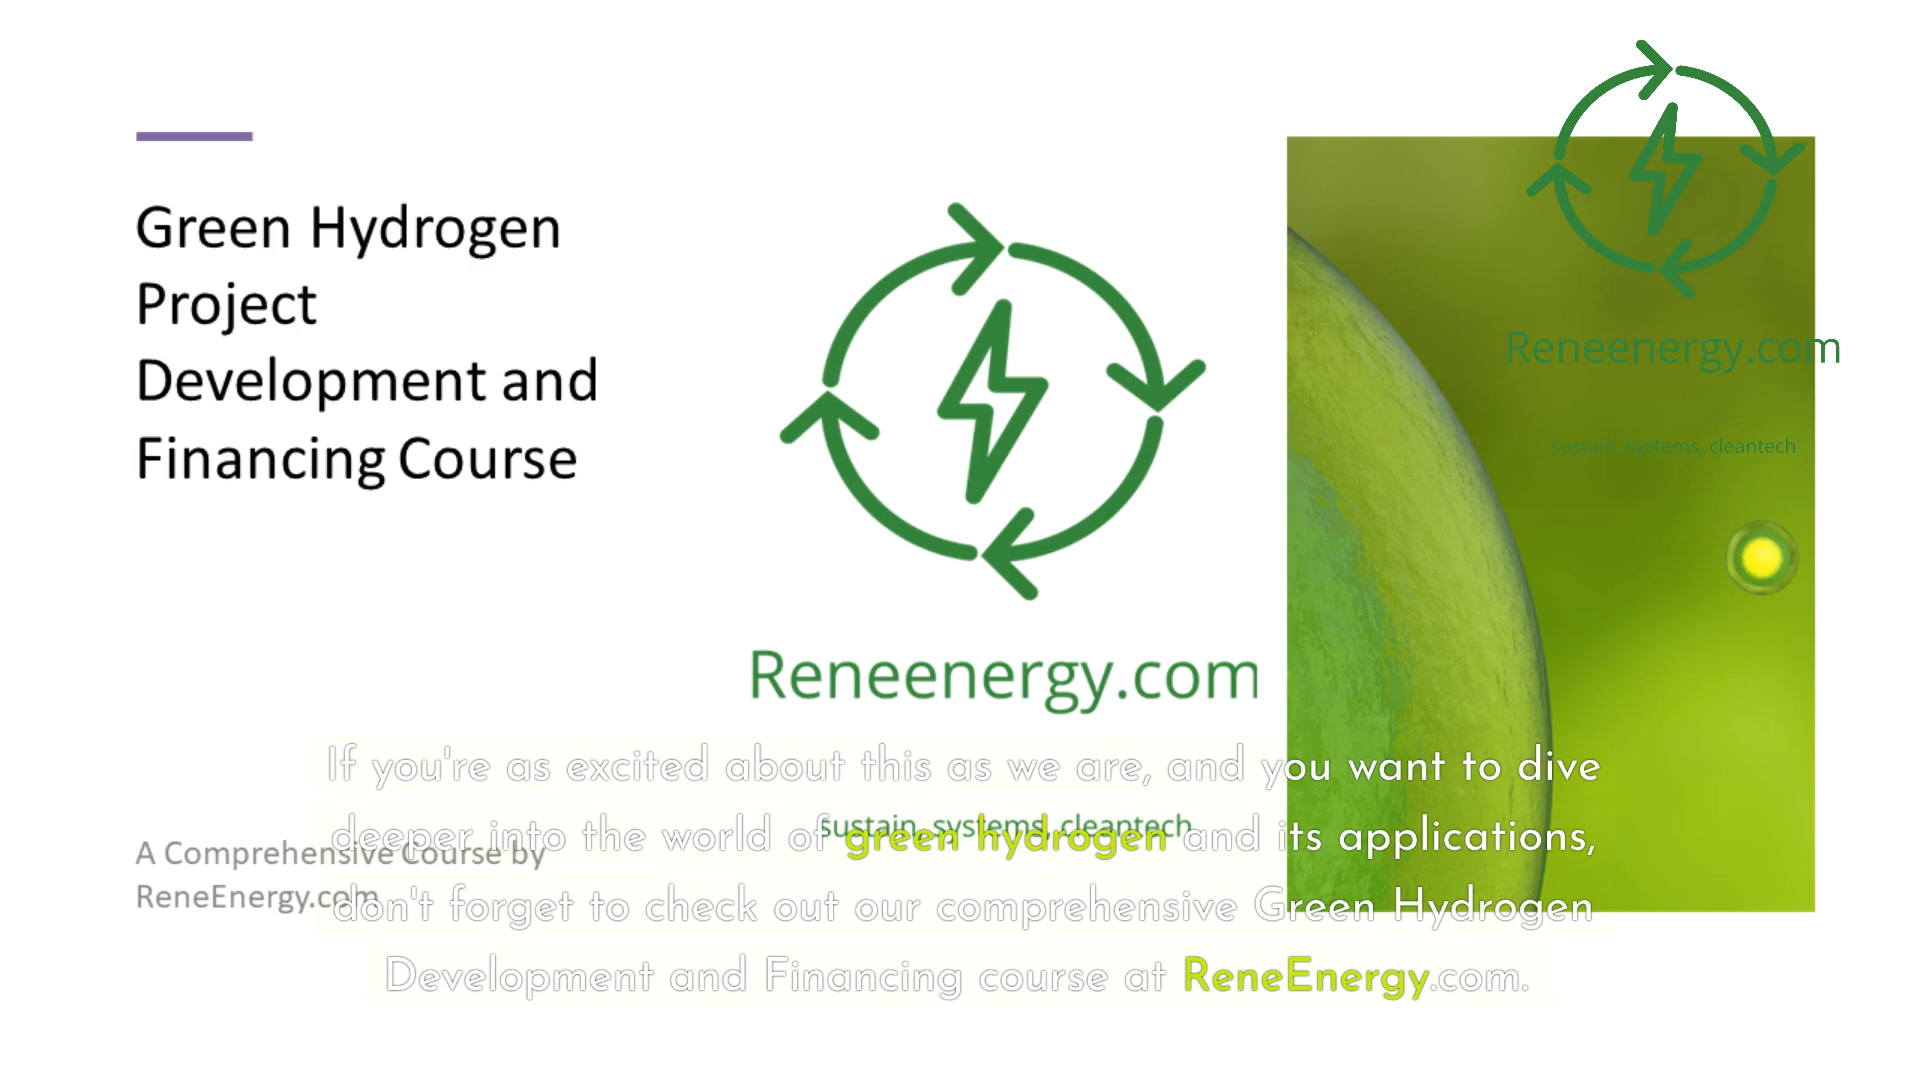 Green Hydrogen
Project
Development and
Financing Course
Reneenergy.com
sustain, systems, cleantech
Reneenergy.com
sustain, systems, cleantech
A Comprehensive Course by
ReneEnergy.com
If you're as excited about this as we are, and you want to dive
deeper into the world of green hydrogen and its applications,
don't forget to check out our comprehensive Green Hydrogen
Development and Financing course at ReneEnergy.com.